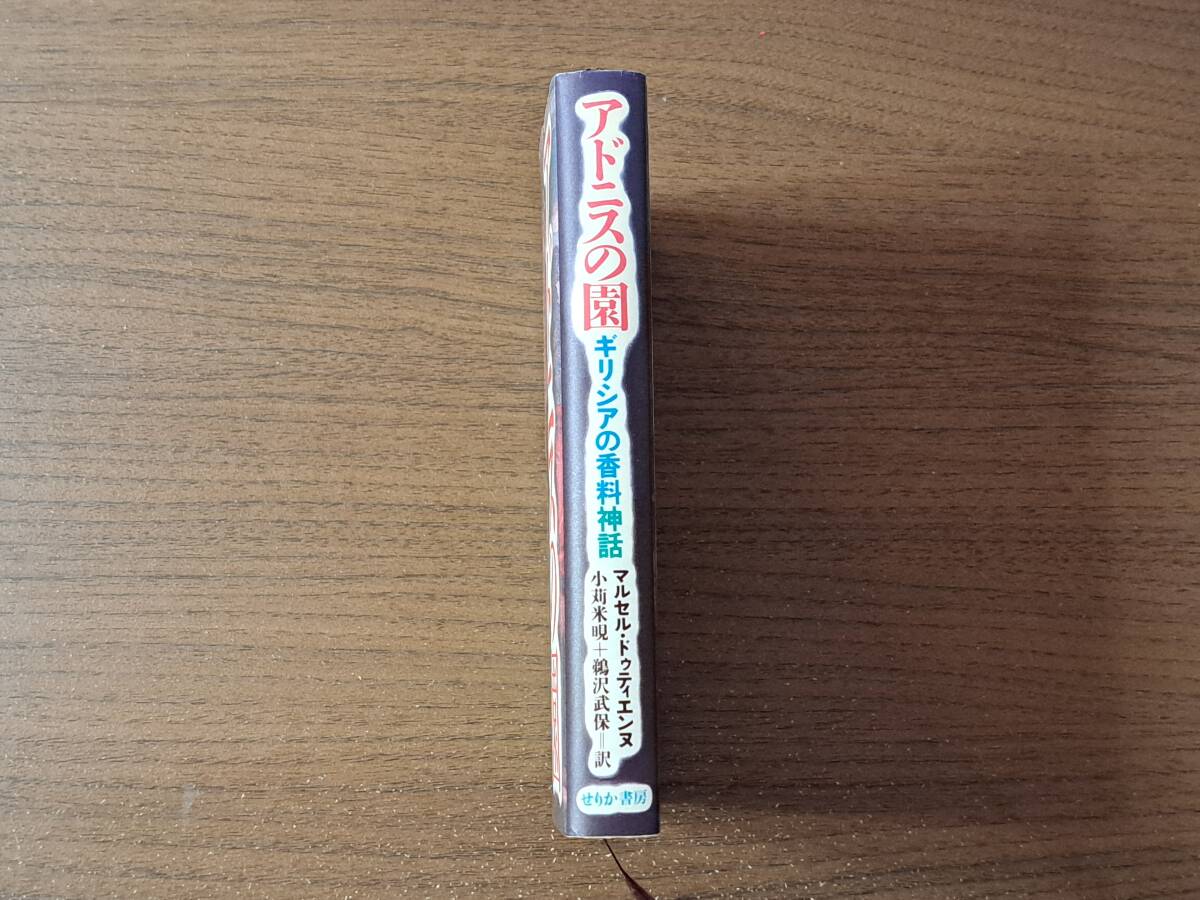 アドニスの園
ギリシアの香料神話
マルセル・ドゥティエンヌ
小苅米晛＋鵜沢武保＝訳
せりか書房